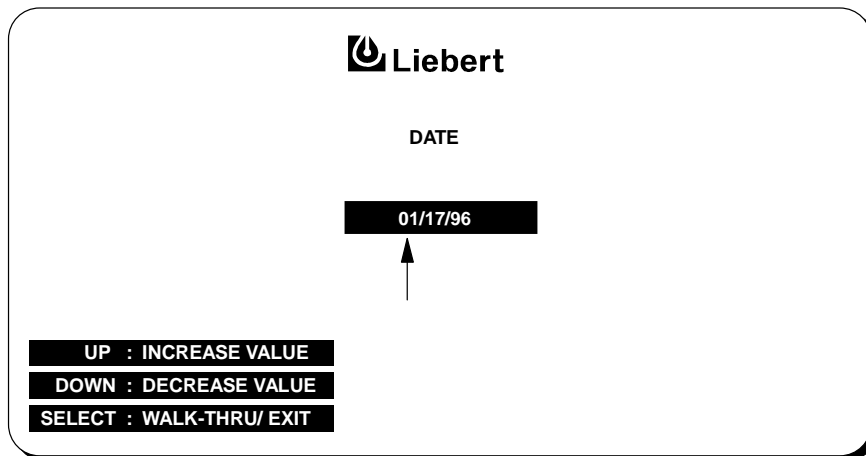 Liebert
DATE
01/17/96
UP : INCREASE VALUE
DOWN : DECREASE VALUE
SELECT : WALK-THRU/ EXIT